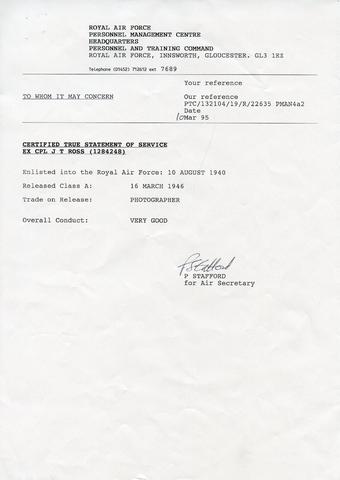 ROYAL AIR FORCE
PERSONNEL MANAGEMENT CENTRE
HEADQUARTERS
PERSONNEL AND TRAINING COMMAND
ROYAL AIR FORCE, INNSWORTH, GLOUCESTER. GL3 1EZ
Telephone (01452) 712612 ext 7689
Your reference
TO WHOM IT MAY CONCERN
Our reference
PTC/132104/19/R/22635 PMAN4a2
Date
10 Mar 95
CERTIFIED TRUE STATEMENT OF SERVICE
EX CPL J T ROSS (1284248)
Enlisted into the Royal Air Force: 10 AUGUST 1940
Released Class A: 16 MARCH 1946
Trade on Release: PHOTOGRAPHER
Overall Conduct: VERY GOOD
P Stafford
P STAFFORD
for Air Secretary